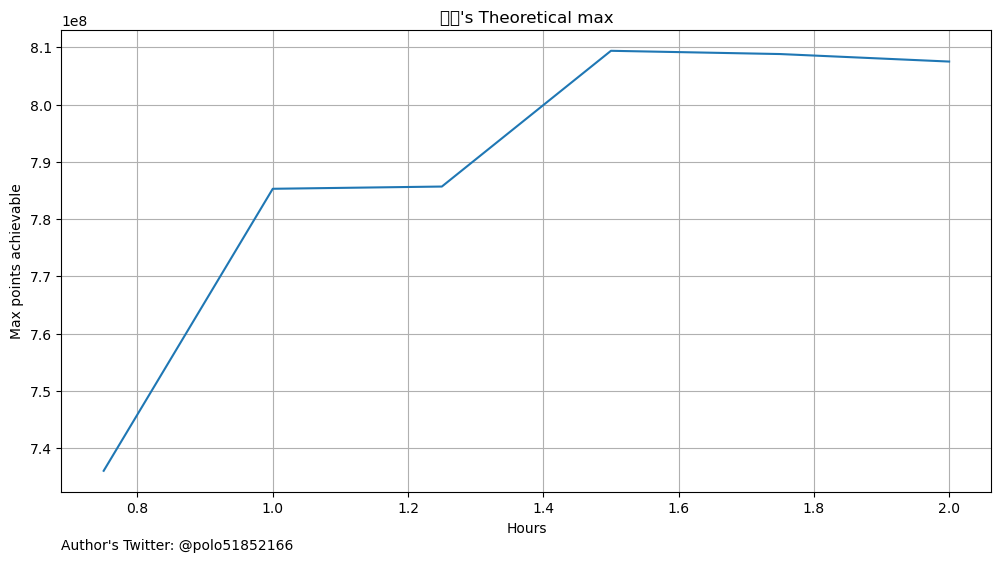 1e8
's Theoretical max
8.1
8.0
7.9
7.8
7.7
7.6
7.5
7.4
Max points achievable
0.8 1.0 1.2 1.4 1.6 1.8 2.0
Hours
Author's Twitter: @polo51852166